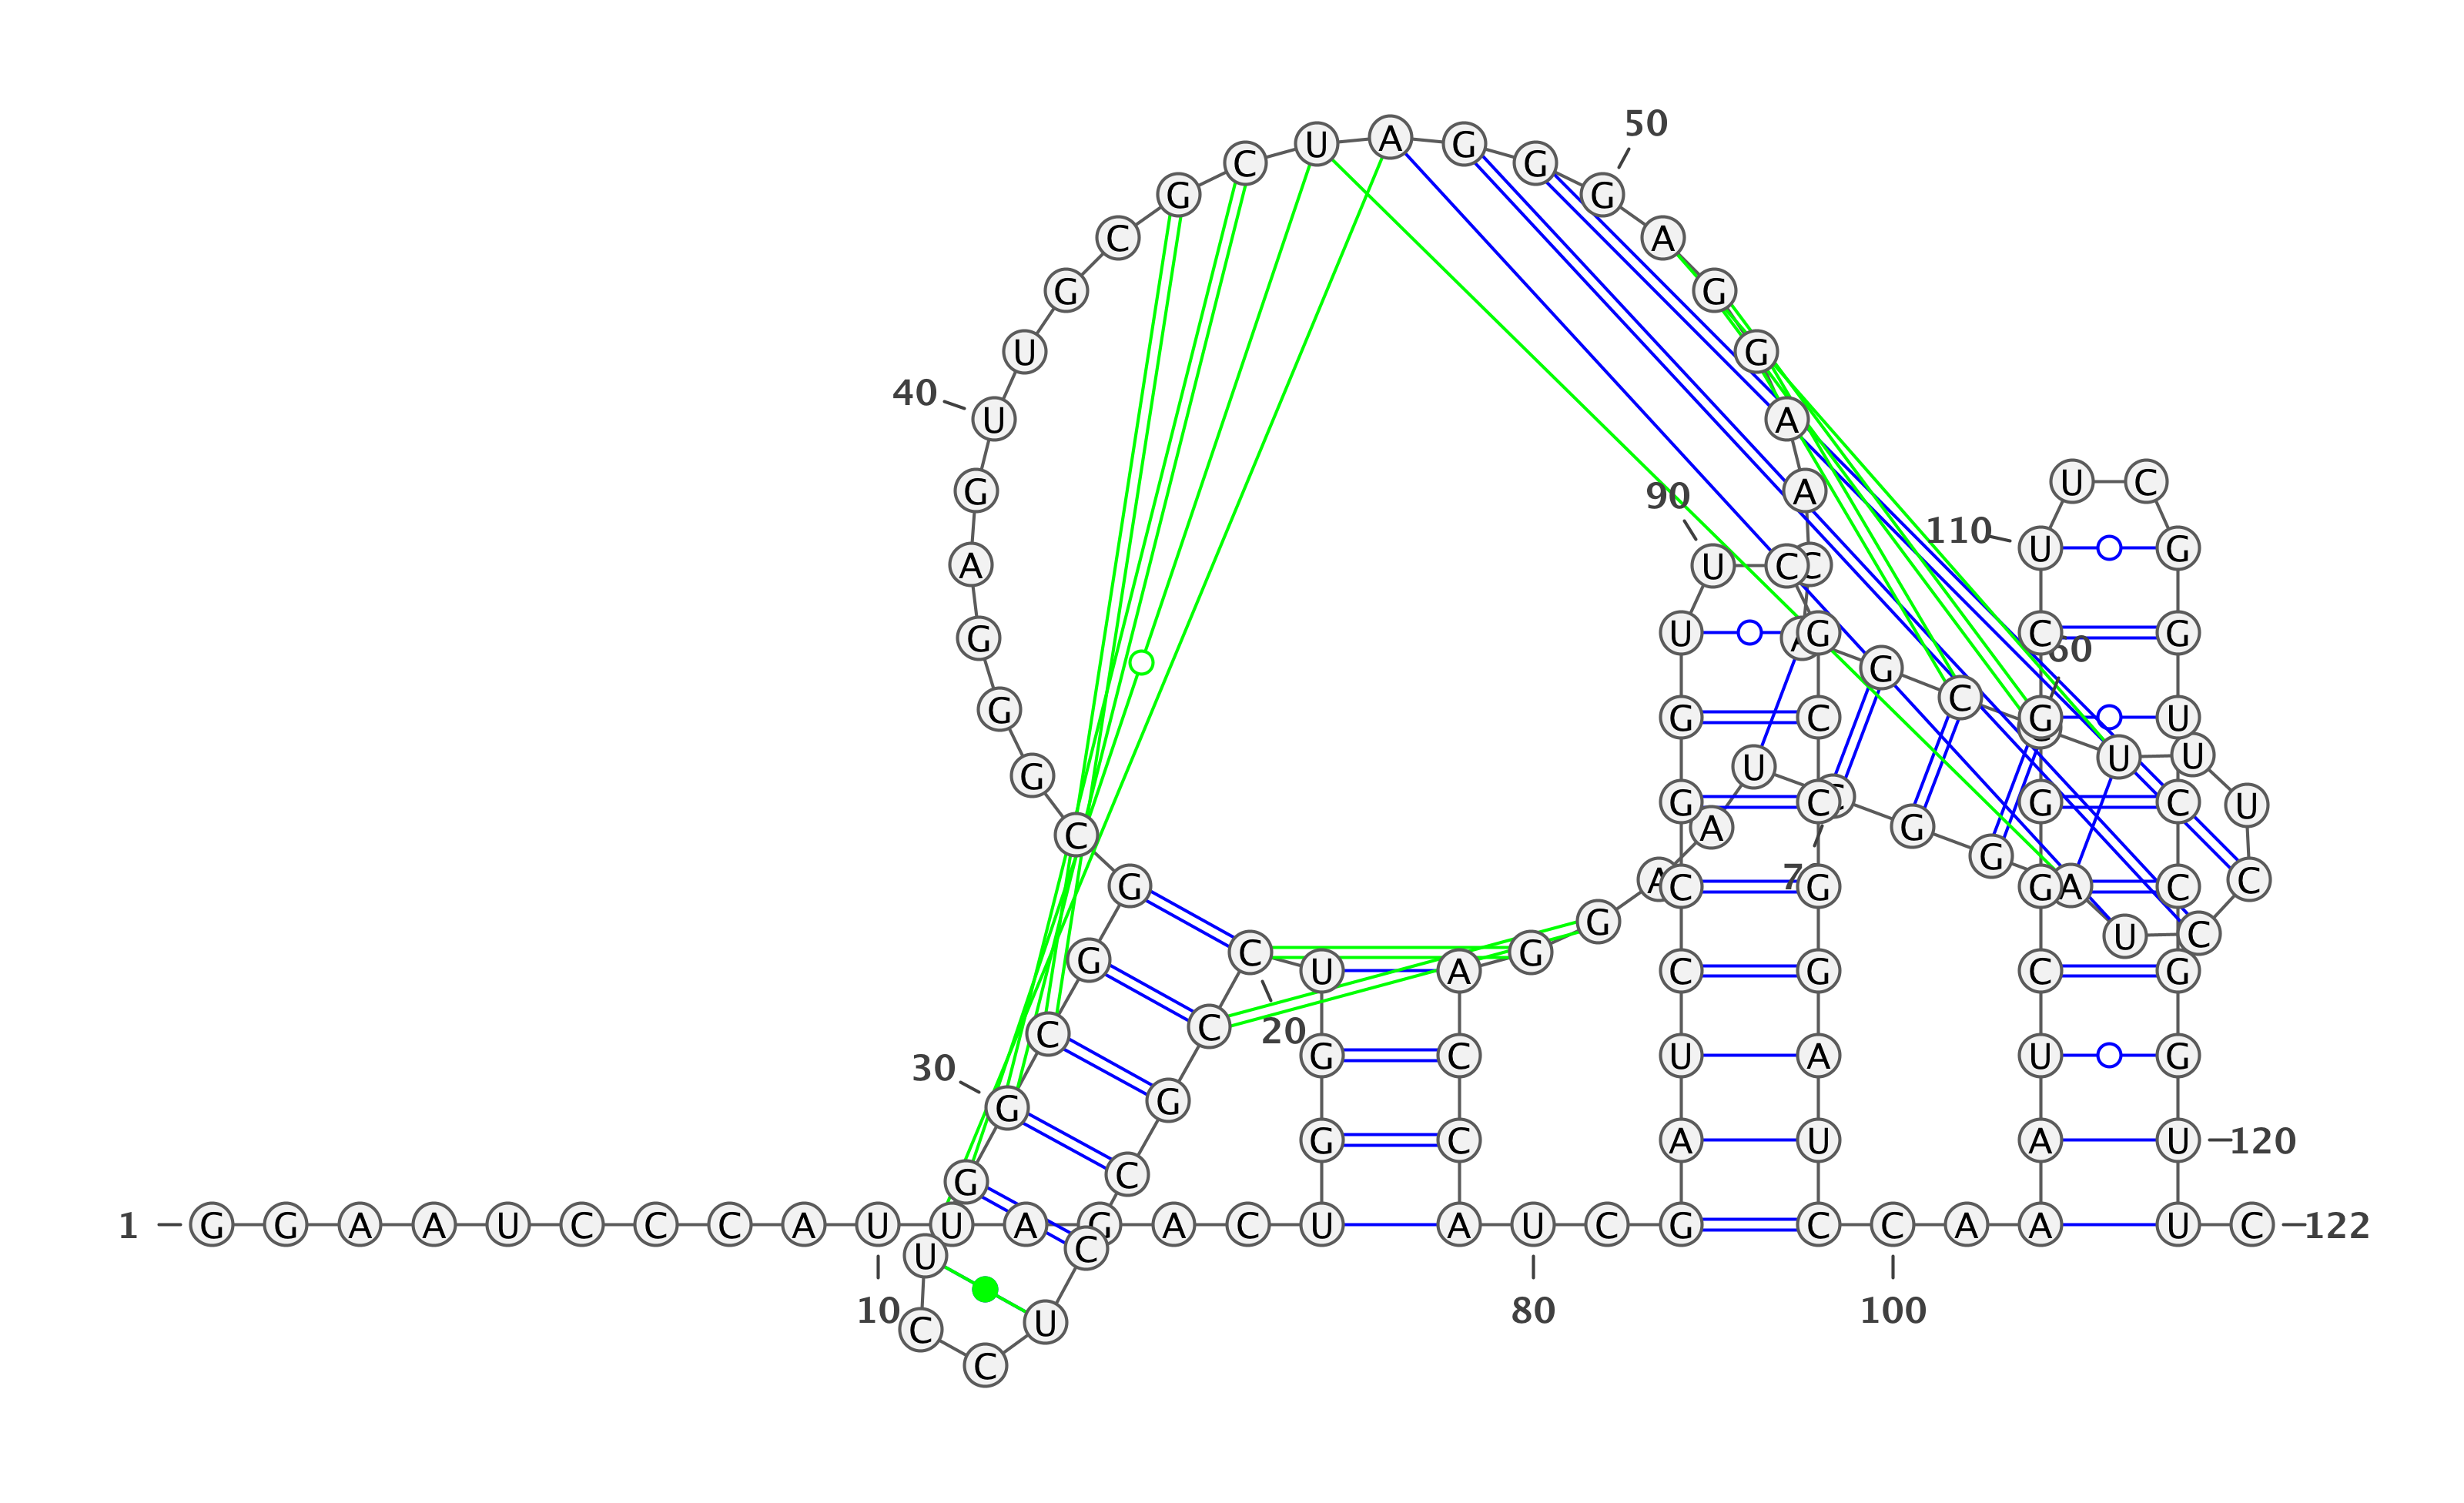 50
U A G
C G
G G
C A
G G
U G
40 U A
U C
G A 90
110 U G
A U C C
G U A G C G
60
G C
G G C G U
U U U
G G C C G C U
C A G
G
G A C G G A C C
7
G
G C G U C
U A C G C G
C C 20
G G C U A U G
30
G G
G C A U A U 120
C
G
1 G G A A U C C C A U U A G A C U A U C G C C A A U C 122
U C
10 80 100
C U
C